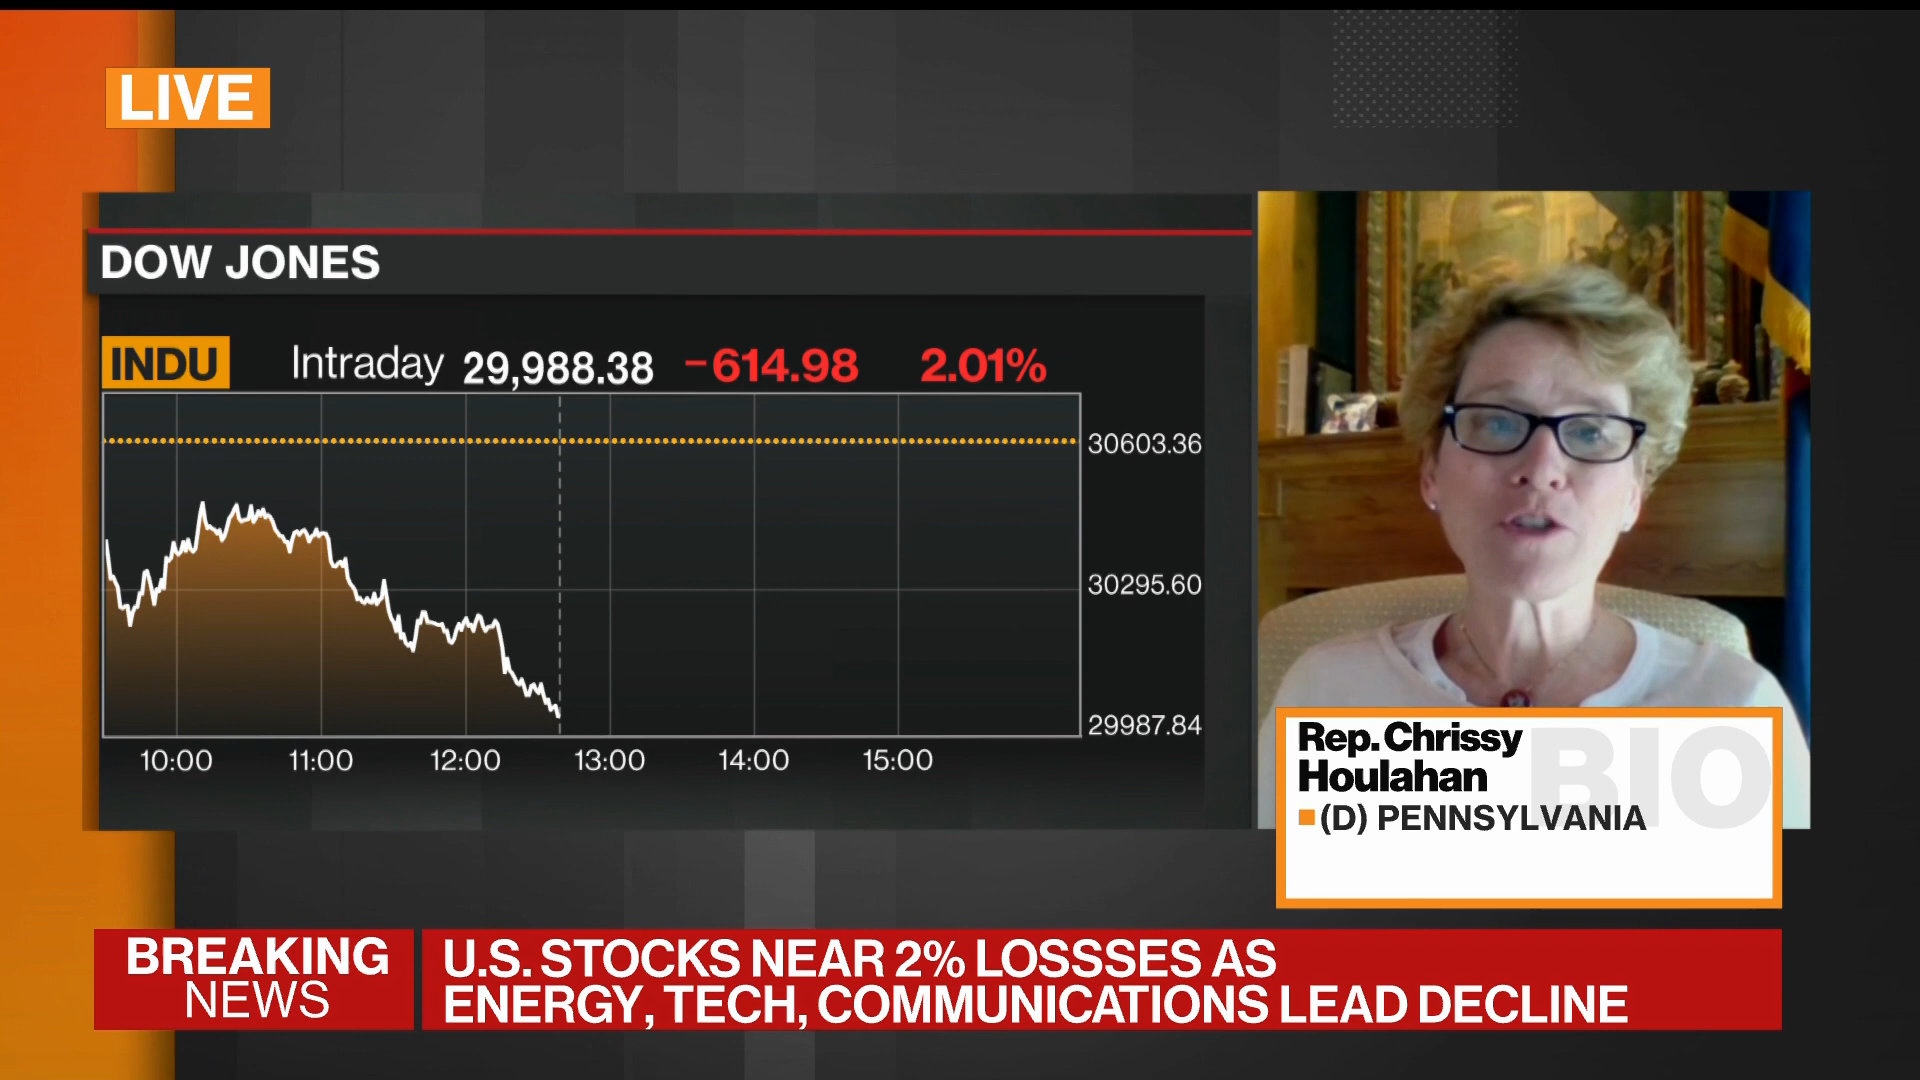 LIVE
DOW JONES
INDU Intraday 29,988.38 -614.98 2.01%
30603.36
30295.60
29987.84
10:00 11:00 12:00 13:00 14:00 15:00
BIO
Rep. Chrissy
Houlahan
(D) PENNSYLVANIA
BREAKING
NEWS
U.S. STOCKS NEAR 2% LOSSSES AS
ENERGY, TECH, COMMUNICATIONS LEAD DECLINE